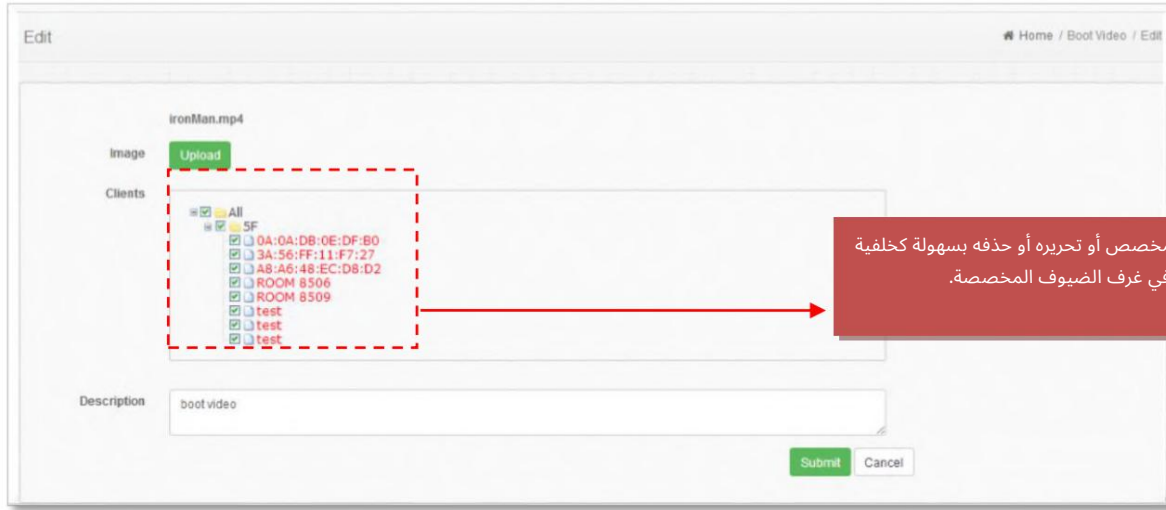 Edit
Home / Boot Video / Edit
ironMan.mp4
Image
Upload
Clients
All
5F
0A:0A:DB:0E:DF:B0
3A:56:FF:11:F7:27
A8:A6:48:EC:D8:D2
ROOM 8506
ROOM 8509
test
test
test
مخصص أو تحريره أو حذفه بسهولة كخلفية
في غرف الضيوف المخصصة.
Description
boot video
Submit Cancel